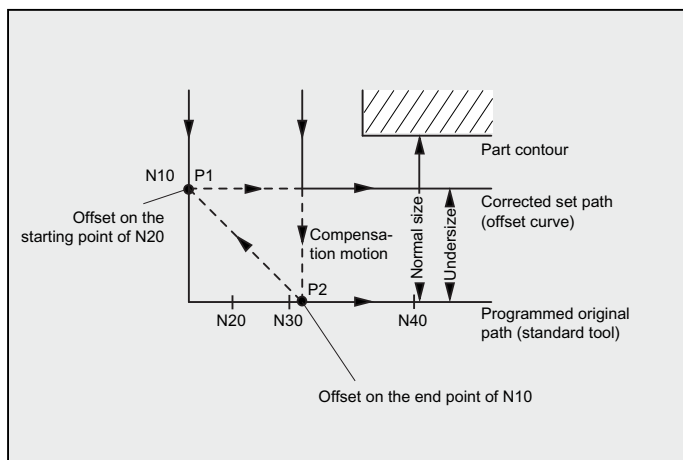 Part contour
N10 P1
Corrected set path
(offset curve)
Offset on the
starting point of N20
Compensa-
tion motion
Normal size
Undersize
P2
N20
N30
N40
Programmed original
path (standard tool)
Offset on the end point of N10